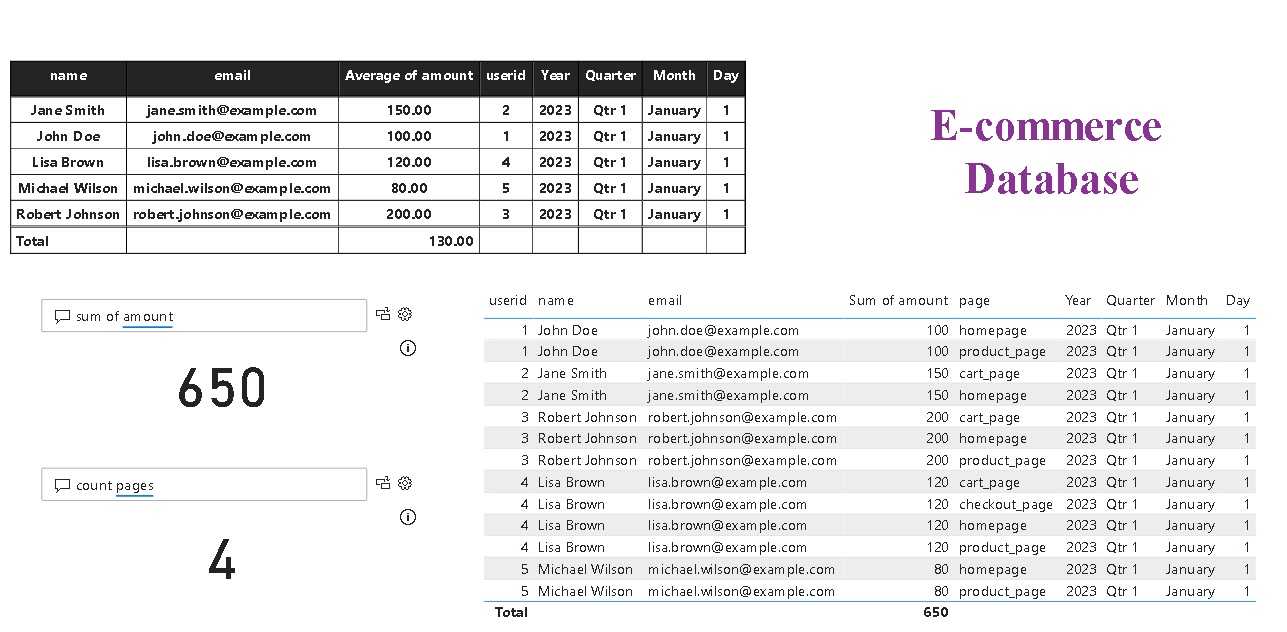 name email Average of amount userid Year Quarter Month Day
Jane Smith jane.smith@example.com 150.00 2 2023 Qtr 1 January 1
John Doe john.doe@example.com 100.00 1 2023 Qtr 1 January 1
Lisa Brown lisa.brown@example.com 120.00 4 2023 Qtr 1 January 1
Michael Wilson michael.wilson@example.com 80.00 5 2023 Qtr 1 January 1
Robert Johnson robert.johnson@example.com 200.00 3 2023 Qtr 1 January 1
Total 130.00
E-commerce
Database
sum of amount
650
count pages
4
userid name email Sum of amount page Year Quarter Month Day
1 John Doe john.doe@example.com 100 homepage 2023 Qtr 1 January 1
1 John Doe john.doe@example.com 100 product_page 2023 Qtr 1 January 1
2 Jane Smith jane.smith@example.com 150 cart_page 2023 Qtr 1 January 1
2 Jane Smith jane.smith@example.com 150 homepage 2023 Qtr 1 January 1
3 Robert Johnson robert.johnson@example.com 200 cart_page 2023 Qtr 1 January 1
3 Robert Johnson robert.johnson@example.com 200 homepage 2023 Qtr 1 January 1
3 Robert Johnson robert.johnson@example.com 200 product_page 2023 Qtr 1 January 1
4 Lisa Brown lisa.brown@example.com 120 cart_page 2023 Qtr 1 January 1
4 Lisa Brown lisa.brown@example.com 120 checkout_page 2023 Qtr 1 January 1
4 Lisa Brown lisa.brown@example.com 120 homepage 2023 Qtr 1 January 1
4 Lisa Brown lisa.brown@example.com 120 product_page 2023 Qtr 1 January 1
5 Michael Wilson michael.wilson@example.com 80 homepage 2023 Qtr 1 January 1
5 Michael Wilson michael.wilson@example.com 80 product_page 2023 Qtr 1 January 1
Total 650